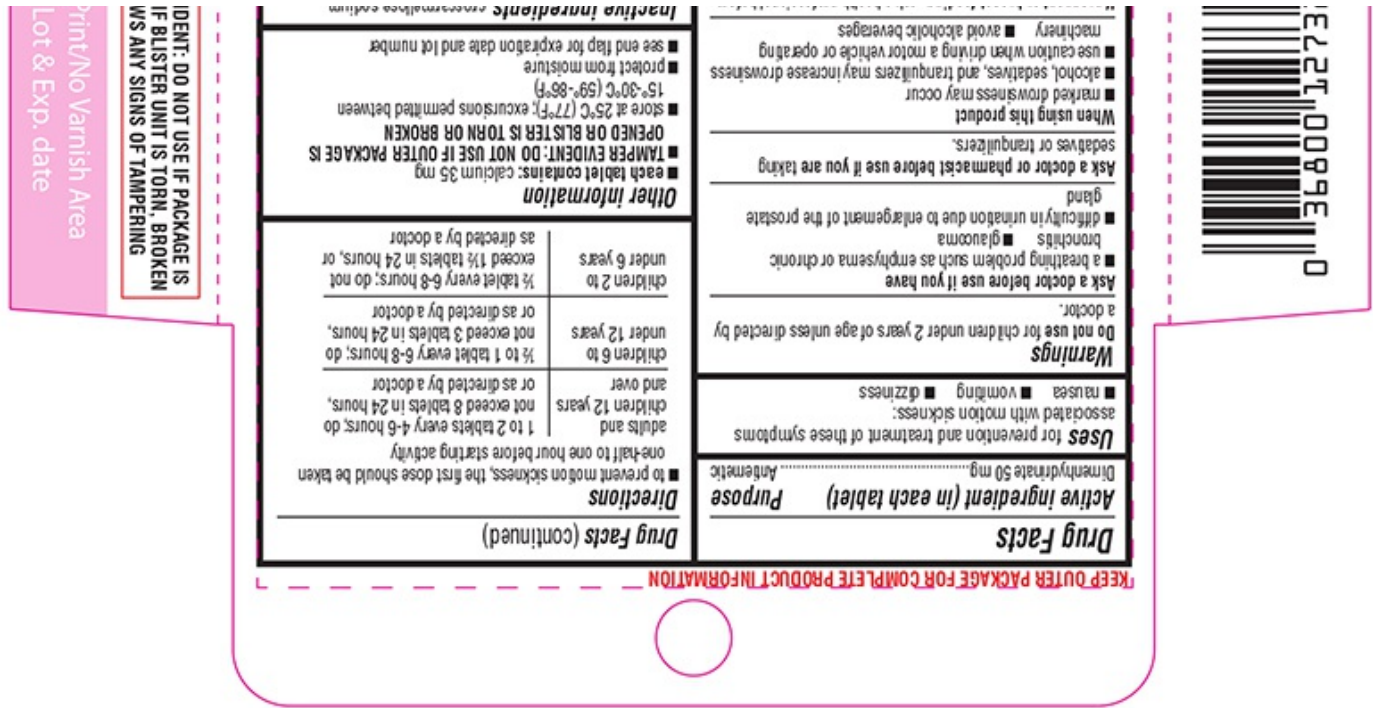 KEEP OUTER PACKAGE FOR COMPLETE PRODUCT INFORMATION
Drug Facts
Active ingredient (in each tablet) Purpose
Dimenhydrinate 50 mg............................................Antiemetic
Uses for prevention and treatment of these symptoms
associated with motion sickness:
■ nausea ■ vomiting ■ dizziness
Warnings
Do not use for children under 2 years of age unless directed by
a doctor.
Ask a doctor before use if you have
■ a breathing problem such as emphysema or chronic
bronchitis ■ glaucoma
■ difficulty in urination due to enlargement of the prostate
gland
Ask a doctor or pharmacist before use if you are taking
sedatives or tranquilizers.
When using this product
■ marked drowsiness may occur
■ alcohol, sedatives, and tranquilizers may increase drowsiness
■ use caution when driving a motor vehicle or operating
machinery ■ avoid alcoholic beverages
Drug Facts (continued)
Directions
■ to prevent motion sickness, the first dose should be taken
one-half to one hour before starting activity
adults and 1 to 2 tablets every 4-6 hours; do
children 12 years not exceed 8 tablets in 24 hours,
and over or as directed by a doctor
children 6 to ½ to 1 tablet every 6-8 hours; do
under 12 years not exceed 3 tablets in 24 hours,
or as directed by a doctor
children 2 to ½ tablet every 6-8 hours; do not
under 6 years exceed 1½ tablets in 24 hours, or
as directed by a doctor
Other information
■ each tablet contains: calcium 35 mg
■ TAMPER EVIDENT: DO NOT USE IF OUTER PACKAGE IS
OPENED OR BLISTER IS TORN OR BROKEN
■ store at 25°C (77°F); excursions permitted between
15°-30°C (59°-86°F)
■ protect from moisture
■ see end flap for expiration date and lot number
Inactive ingredients croscarmellose sodium
IDENT: DO NOT USE IF PACKAGE IS
IF BLISTER UNIT IS TORN, BROKEN
WS ANY SIGNS OF TAMPERING
Print/No Varnish Area
Lot & Exp. date
0 36800 12273